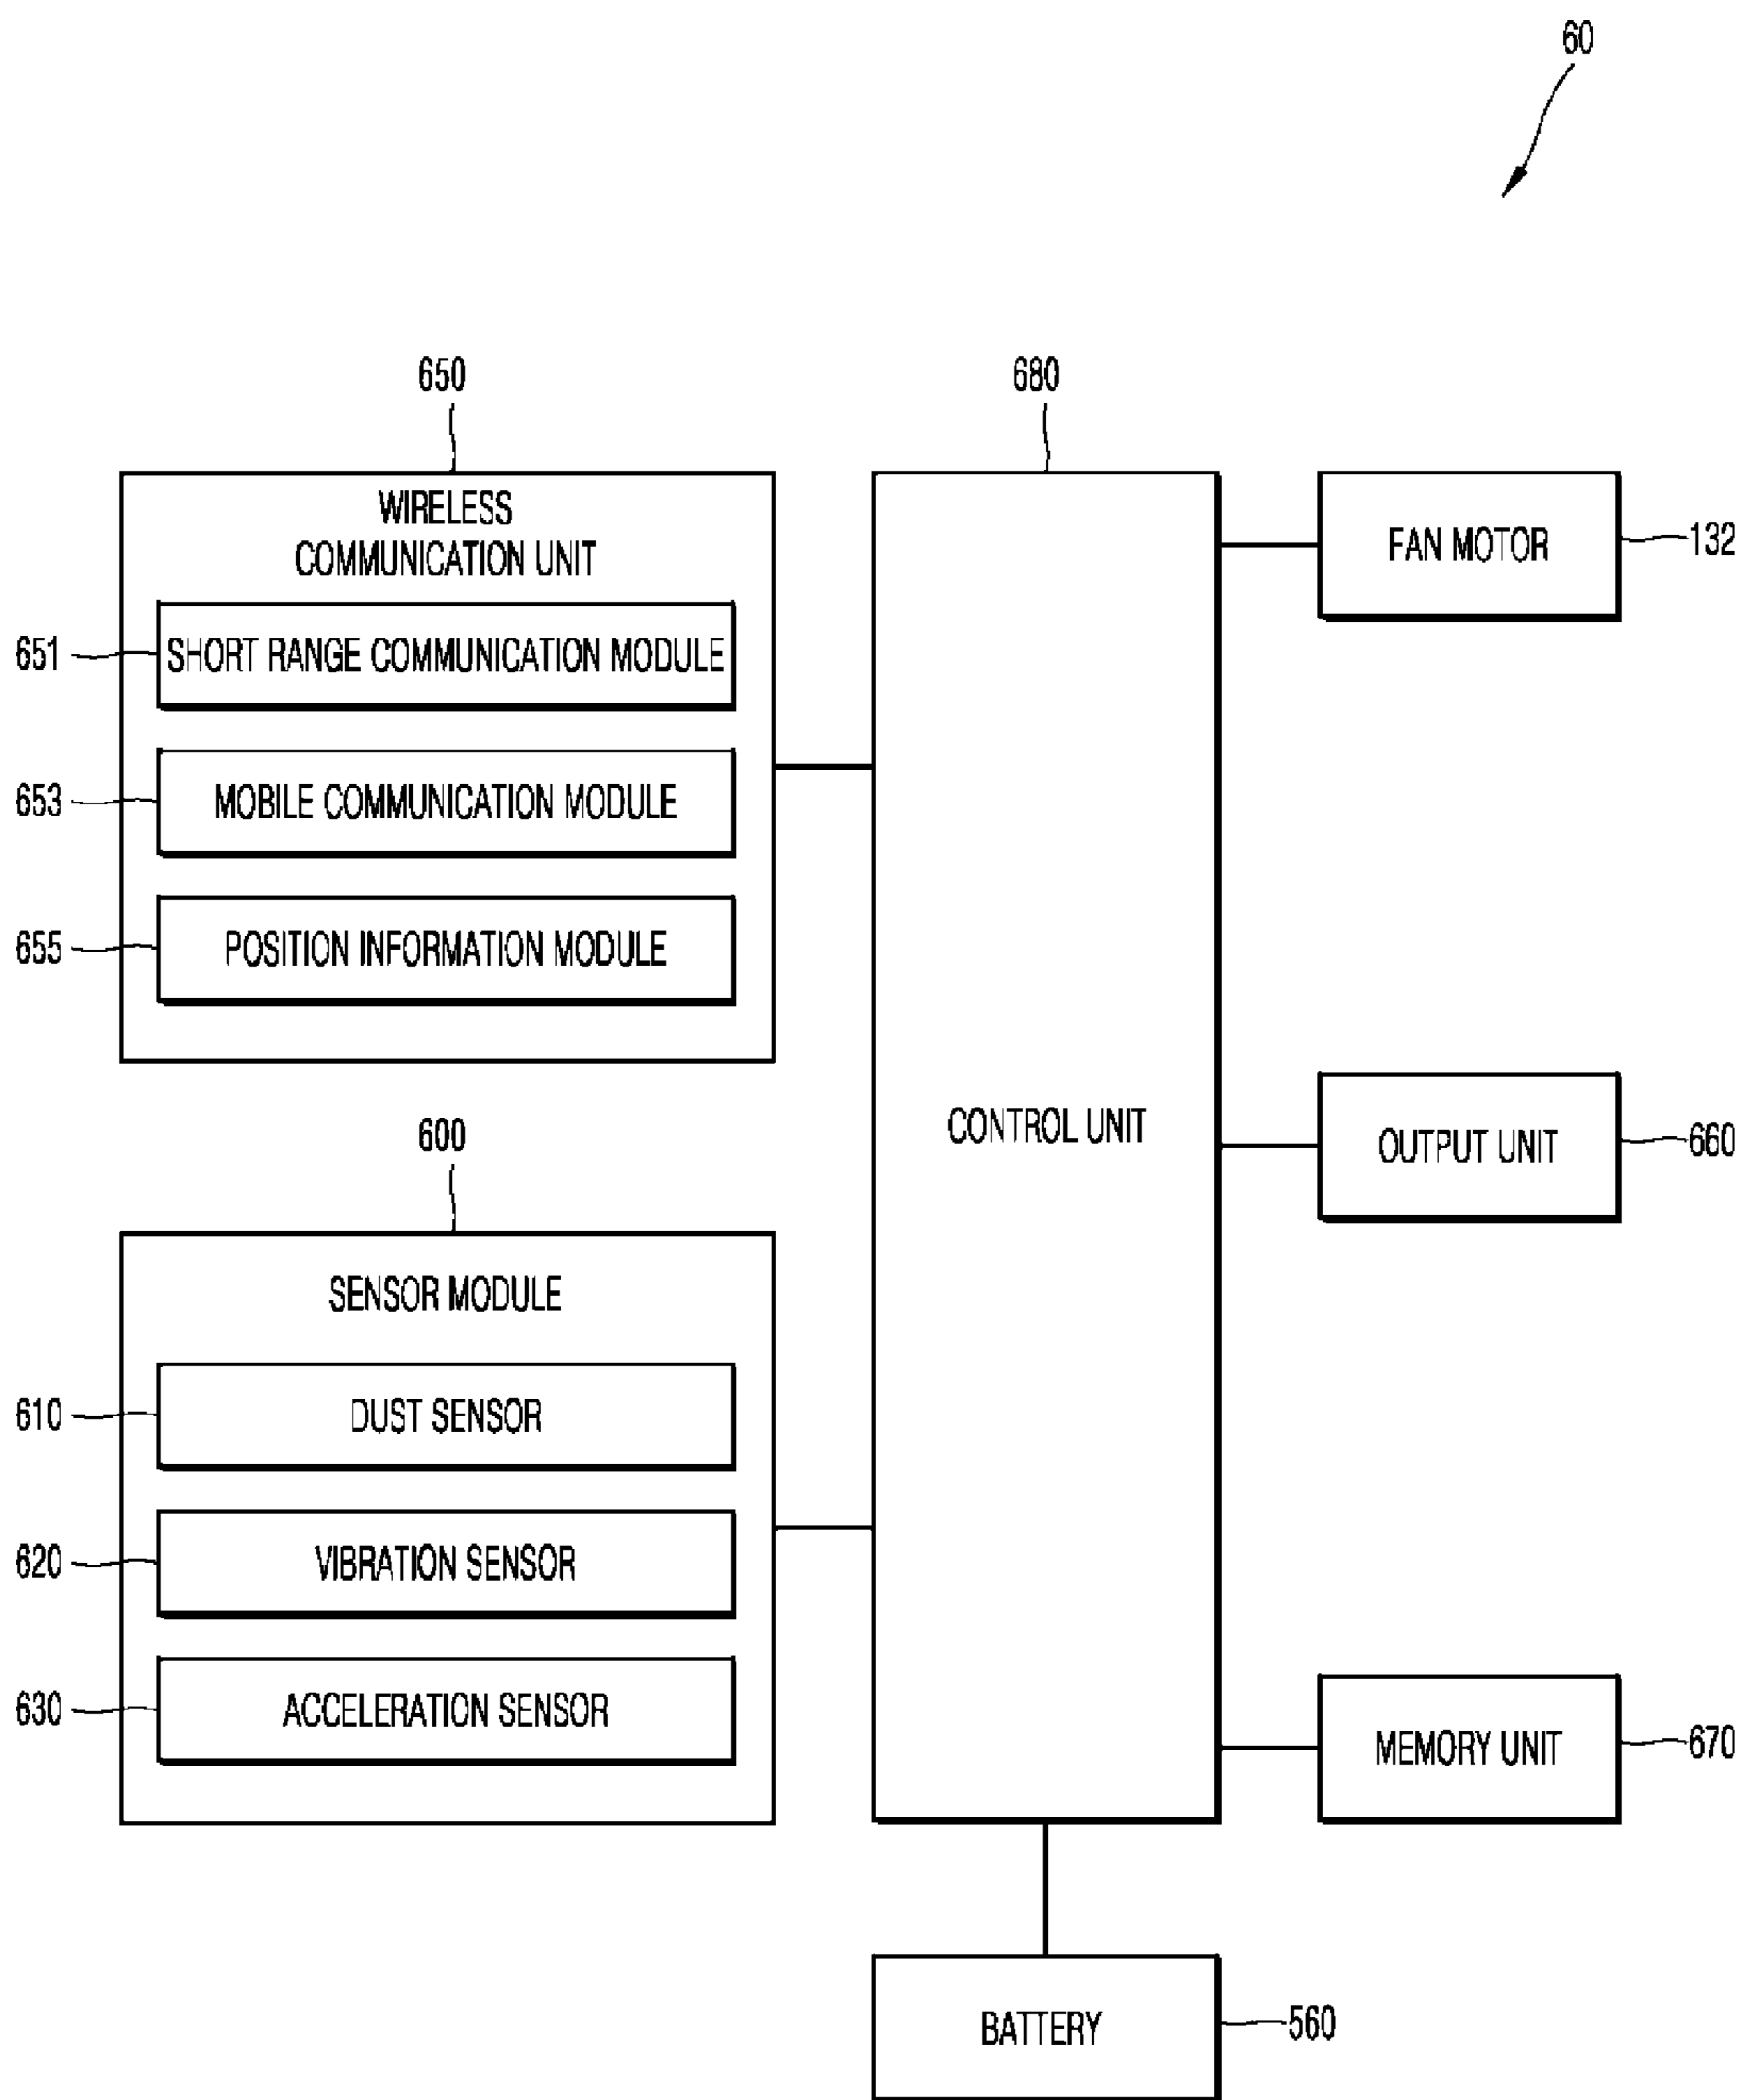 60
650
680
WIRELESS
COMMUNICATION UNIT
FAN MOTOR
132
651
SHORT RANGE COMMUNICATION MODULE
653
MOBILE COMMUNICATION MODULE
655
POSITION INFORMATION MODULE
600
CONTROL UNIT
OUTPUT UNIT
660
SENSOR MODULE
610
DUST SENSOR
620
VIBRATION SENSOR
630
ACCELERATION SENSOR
MEMORY UNIT
670
BATTERY
560